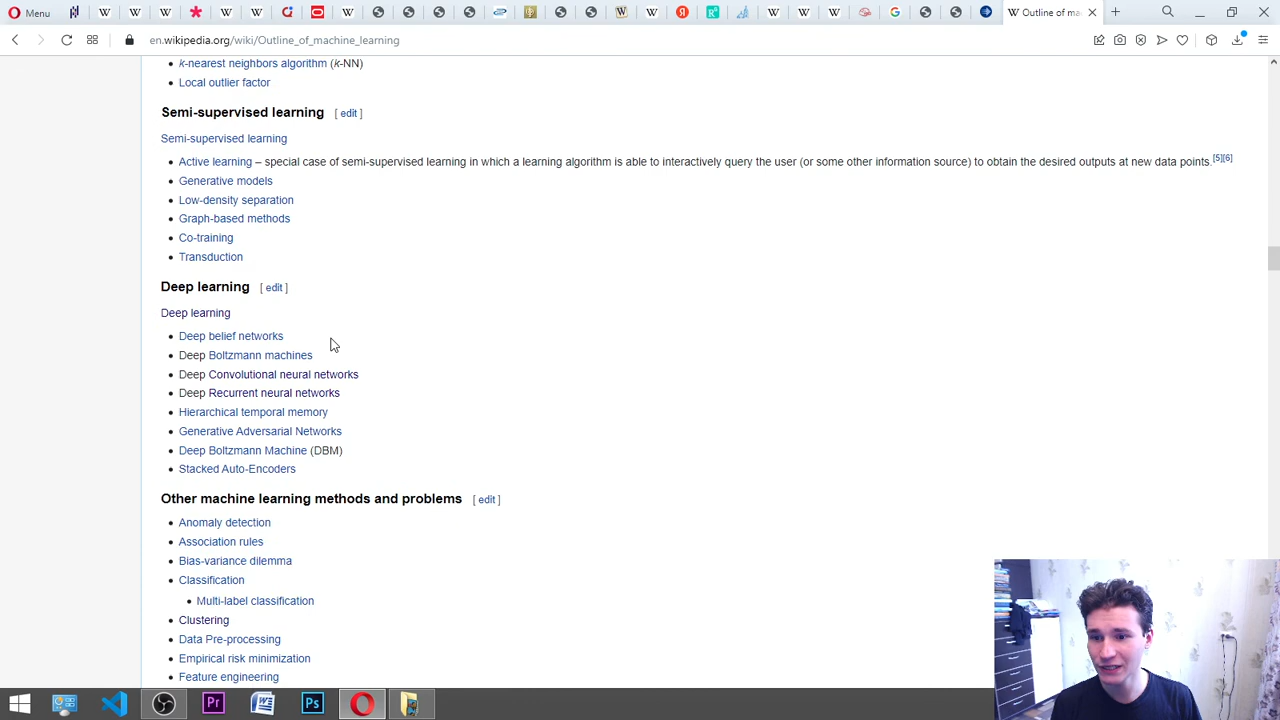 Menu
Outline of ma
en.wikipedia.org/wiki/Outline_of_machine_learning
k-nearest neighbors algorithm (k-NN)
Local outlier factor
Semi-supervised learning [ edit ]
Semi-supervised learning
Active learning – special case of semi-supervised learning in which a learning algorithm is able to interactively query the user (or some other information source) to obtain the desired outputs at new data points.[5][6]
Generative models
Low-density separation
Graph-based methods
Co-training
Transduction
Deep learning [ edit ]
Deep learning
Deep belief networks
Deep Boltzmann machines
Deep Convolutional neural networks
Deep Recurrent neural networks
Hierarchical temporal memory
Generative Adversarial Networks
Deep Boltzmann Machine (DBM)
Stacked Auto-Encoders
Other machine learning methods and problems [ edit ]
Anomaly detection
Association rules
Bias-variance dilemma
Classification
Multi-label classification
Clustering
Data Pre-processing
Empirical risk minimization
Feature engineering
Pr
W
Ps